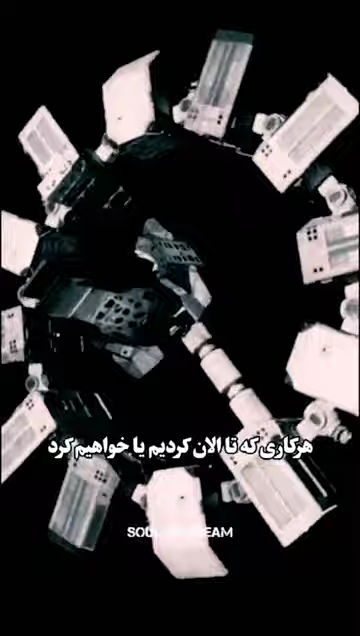 هرکاری که تا الان کردیم یا خواهیم کرد